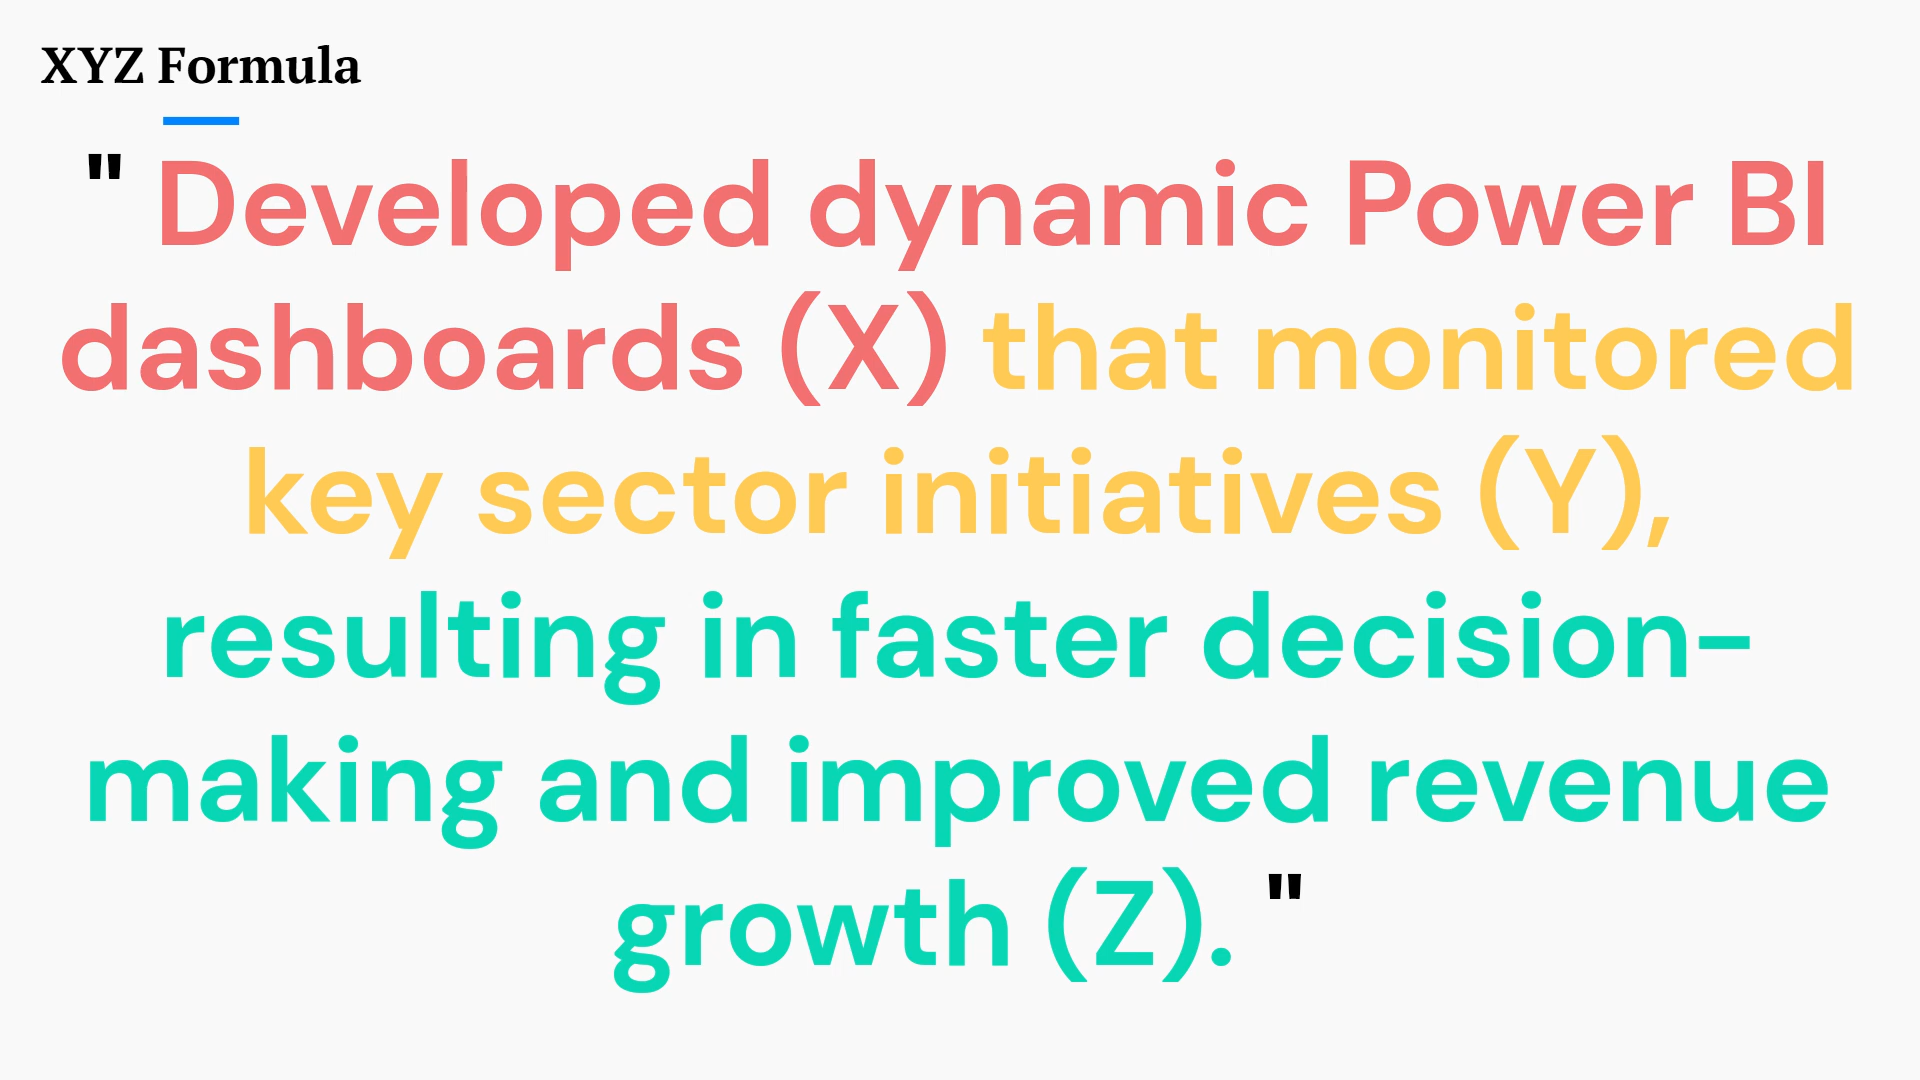 XYZ Formula
" Developed dynamic Power BI
dashboards (X) that monitored
key sector initiatives (Y),
resulting in faster decision-
making and improved revenue
growth (Z). "